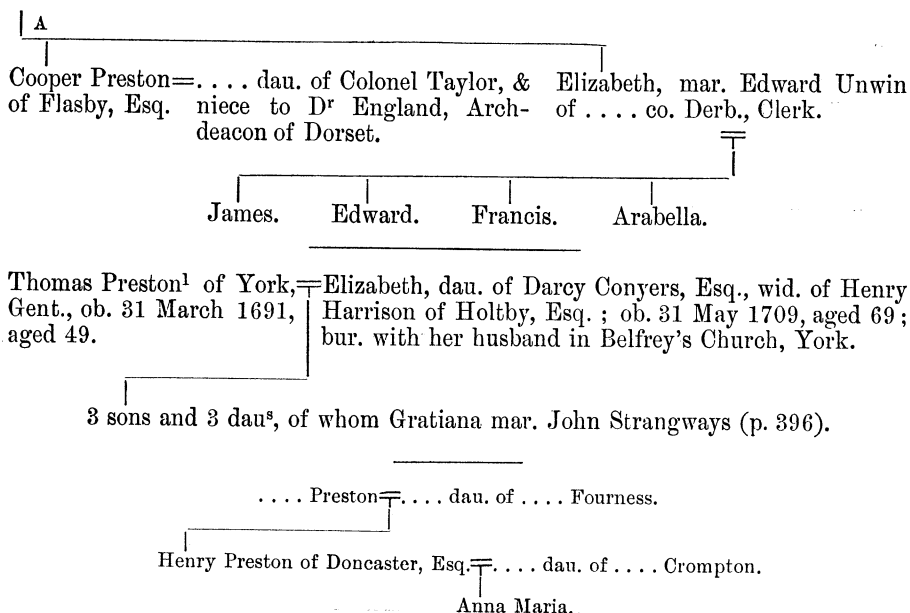 A
Cooper Preston=.... dau. of Colonel Taylor, &
of Flasby, Esq. niece to Dʳ England, Arch-
deacon of Dorset.
Elizabeth, mar. Edward Unwin
of .... co. Derb., Clerk.
James. Edward. Francis. Arabella.
Thomas Preston¹ of York,
Gent., ob. 31 March 1691,
aged 49.
Elizabeth, dau. of Darcy Conyers, Esq., wid. of Henry
Harrison of Holtby, Esq. ; ob. 31 May 1709, aged 69 ;
bur. with her husband in Belfrey's Church, York.
3 sons and 3 dauˢ, of whom Gratiana mar. John Strangways (p. 396).
.... Preston=.... dau. of .... Fourness.
Henry Preston of Doncaster, Esq.=.... dau. of .... Crompton.
Anna Maria.